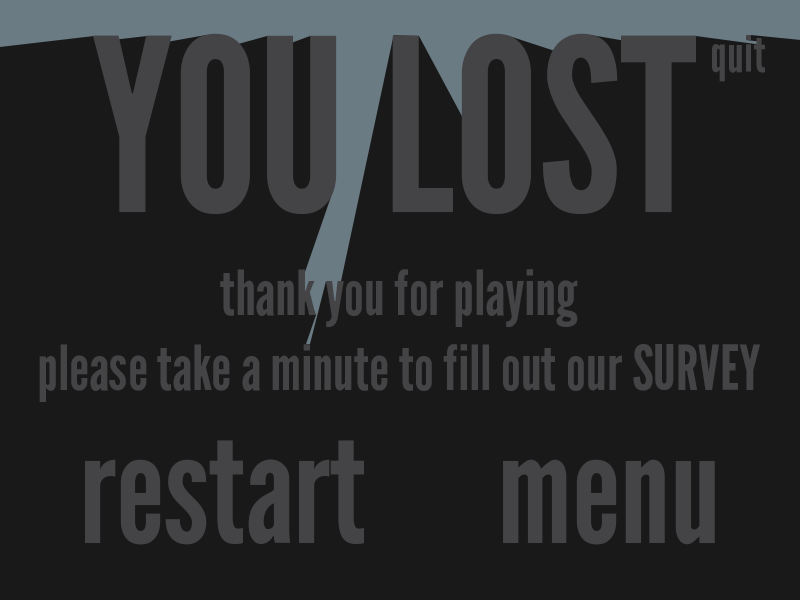 YOU LOST
quit
thank you for playing
please take a minute to fill out our SURVEY
restart menu